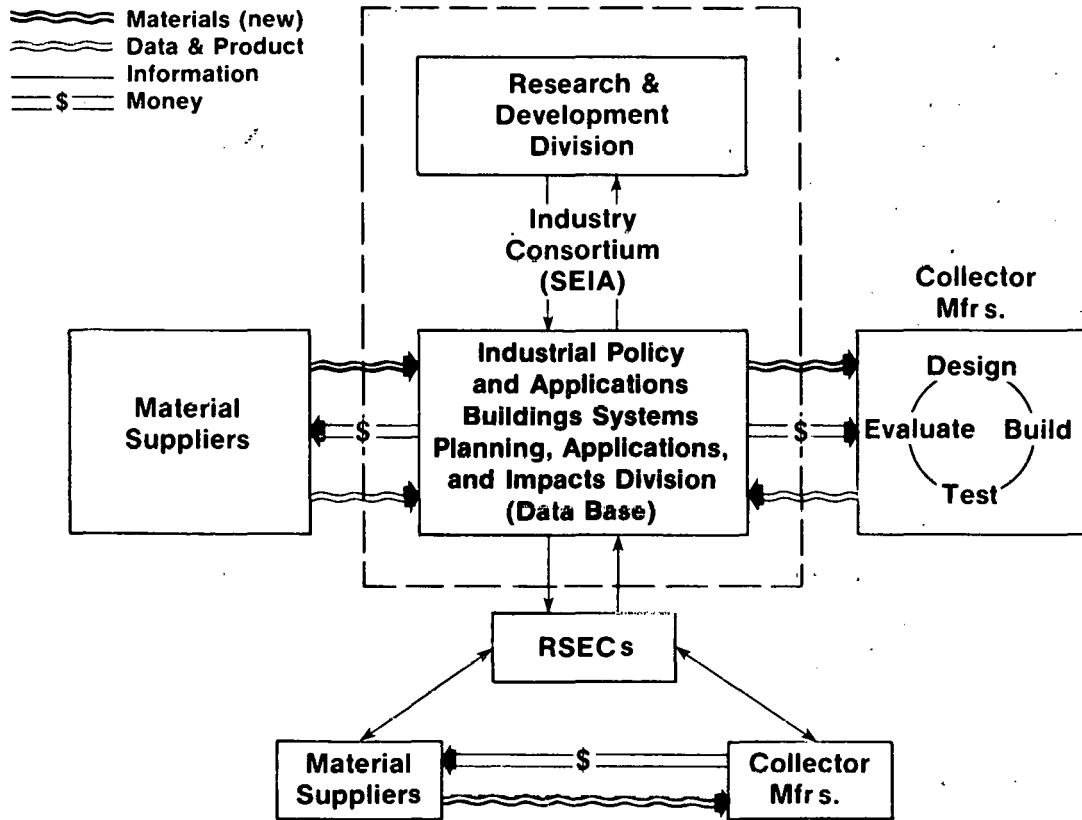 Materials (new)
Data & Product
Information
$ Money
Research &
Development
Division
Industry
Consortium
(SEIA)
Collector
Mfrs.
Material
Suppliers
Industrial Policy
and Applications
Buildings Systems
Planning, Applications,
and Impacts Division
(Data Base)
$
$
Design
Evaluate Build
Test
RSECs
Material
Suppliers
$
Collector
Mfrs.